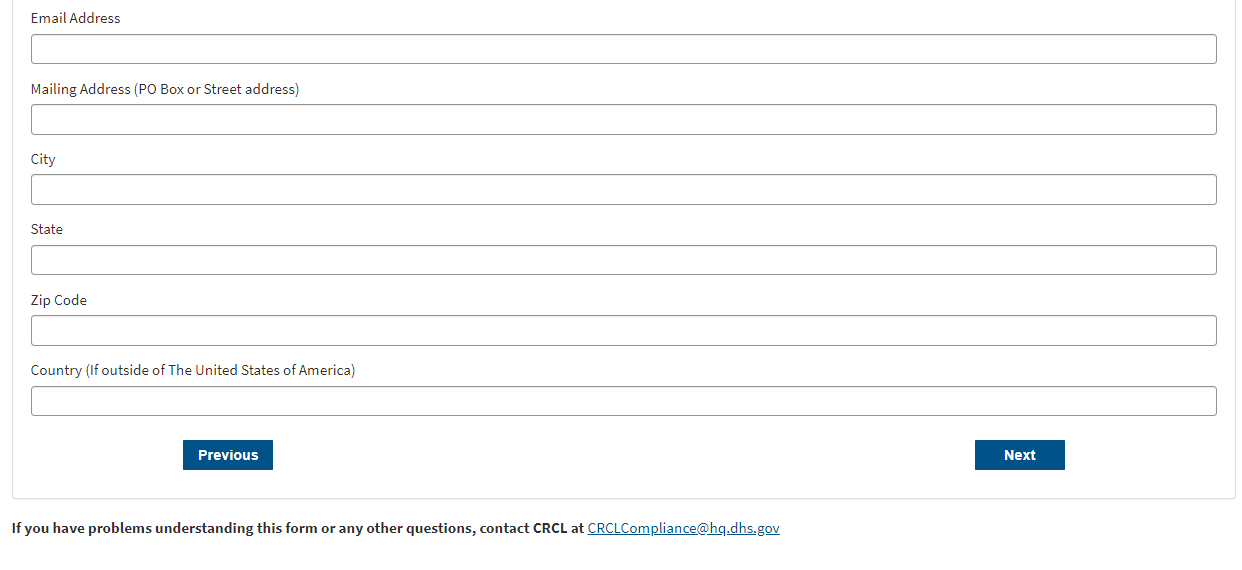 Email Address
Mailing Address (PO Box or Street address)
City
State
Zip Code
Country (If outside of The United States of America)
Previous Next
If you have problems understanding this form or any other questions, contact CRCL at CRCLCompliance@hq.dhs.gov